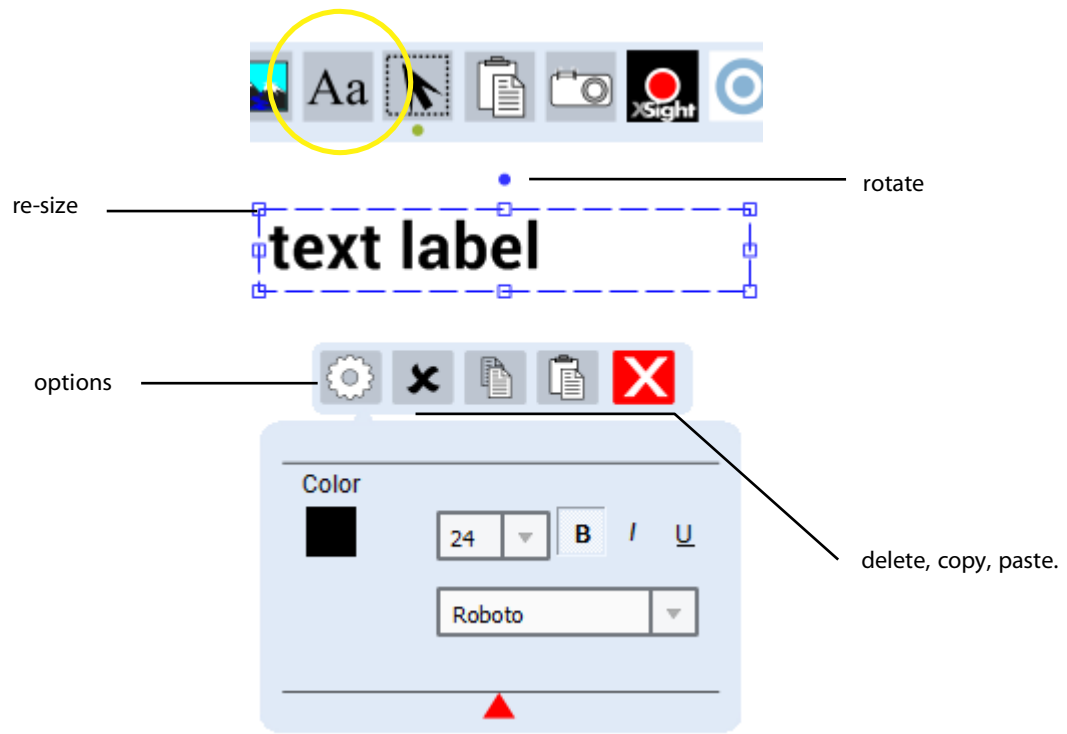 Aa
XSight
rotate
re-size
text label
options
Color
24
B I U
delete, copy, paste.
Roboto